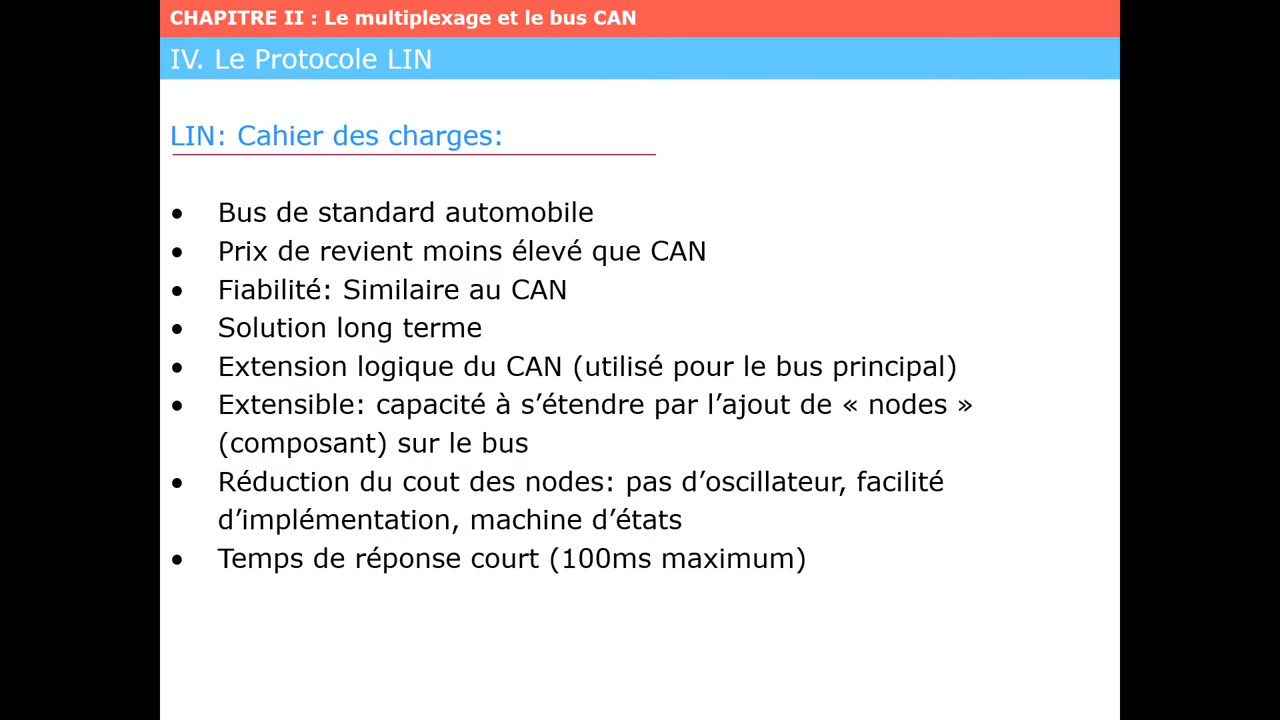 CHAPITRE II : Le multiplexage et le bus CAN
IV. Le Protocole LIN
LIN: Cahier des charges:
• Bus de standard automobile
• Prix de revient moins élevé que CAN
• Fiabilité: Similaire au CAN
• Solution long terme
• Extension logique du CAN (utilisé pour le bus principal)
• Extensible: capacité à s’étendre par l’ajout de « nodes »
(composant) sur le bus
• Réduction du cout des nodes: pas d’oscillateur, facilité
d’implémentation, machine d’états
• Temps de réponse court (100ms maximum)